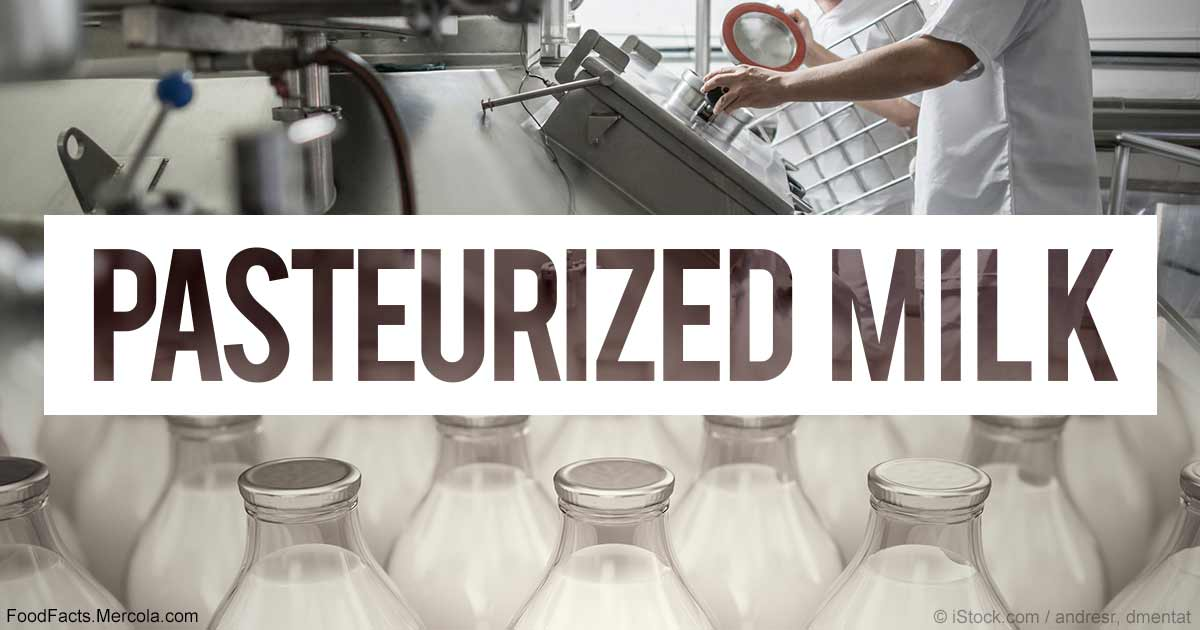 PASTEURIZED MILK
FoodFacts.Mercola.com
© iStock.com / andresr, dmentat